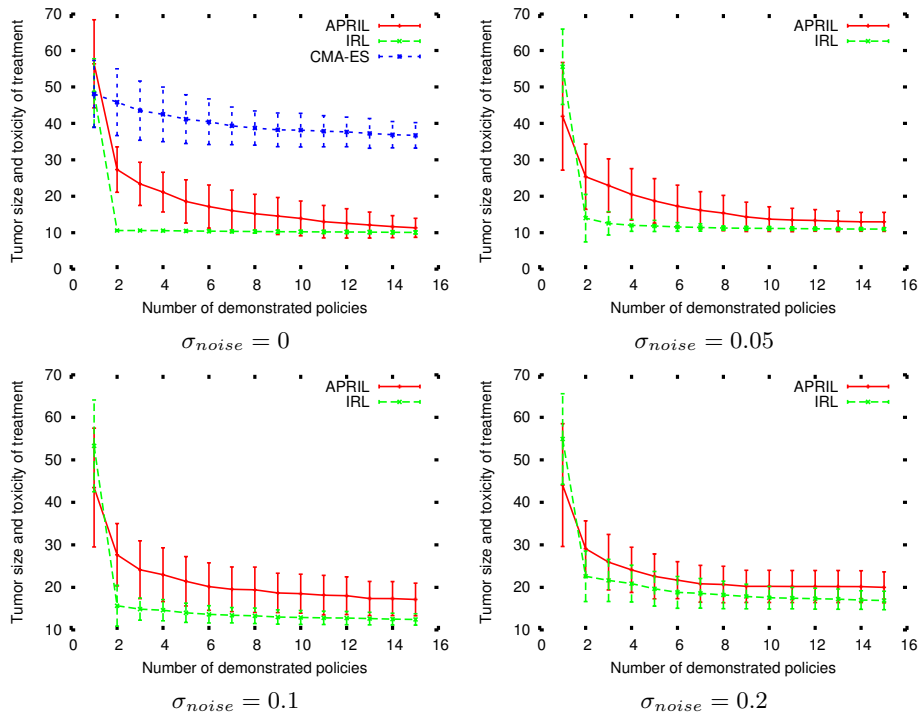 70
60
50
40
30
20
10
0
Tumor size and toxicity of treatment
APRIL
IRL
CMA-ES
0 2 4 6 8 10 12 14 16
Number of demonstrated policies
σnoise = 0
70
60
50
40
30
20
10
0
Tumor size and toxicity of treatment
APRIL
IRL
0 2 4 6 8 10 12 14 16
Number of demonstrated policies
σnoise = 0.05
70
60
50
40
30
20
10
Tumor size and toxicity of treatment
APRIL
IRL
0 2 4 6 8 10 12 14 16
Number of demonstrated policies
σnoise = 0.1
70
60
50
40
30
20
10
Tumor size and toxicity of treatment
APRIL
IRL
0 2 4 6 8 10 12 14 16
Number of demonstrated policies
σnoise = 0.2